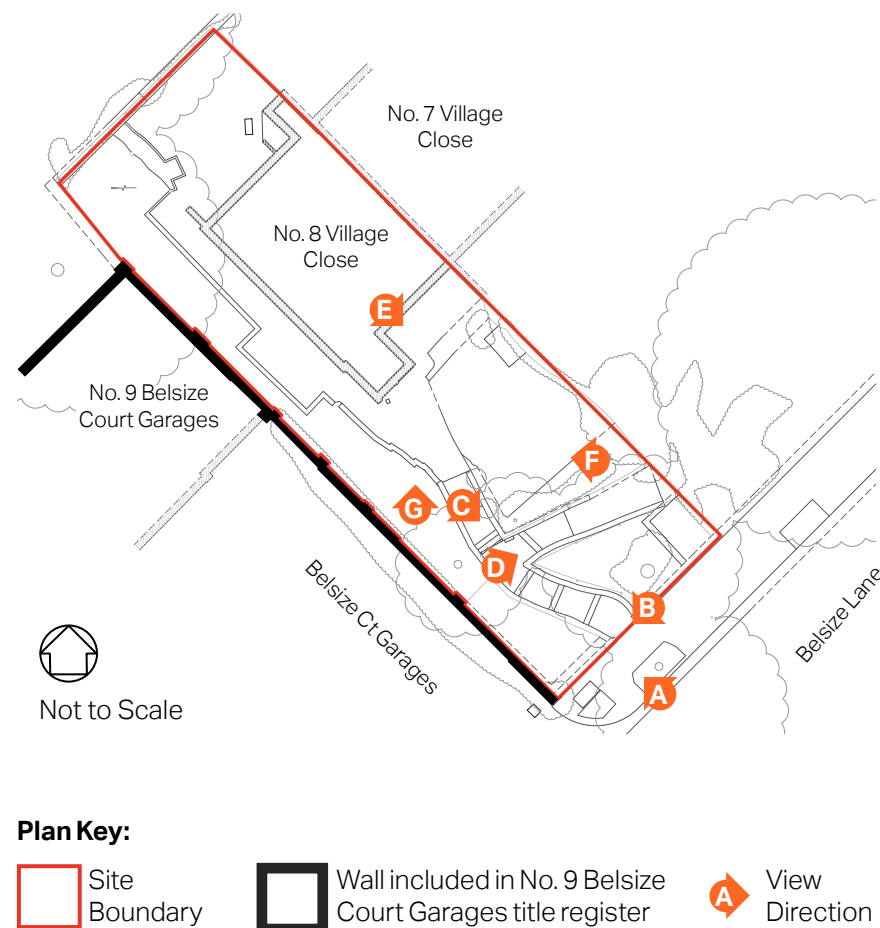 No. 7 Village
Close
No. 8 Village
Close
E
No. 9 Belsize
Court Garages
F
G
C
D
B
A
Belsize Ct Garages
Belsize Lane
Not to Scale
Plan Key:
Site
Boundary
Wall included in No. 9 Belsize
Court Garages title register
A
View
Direction